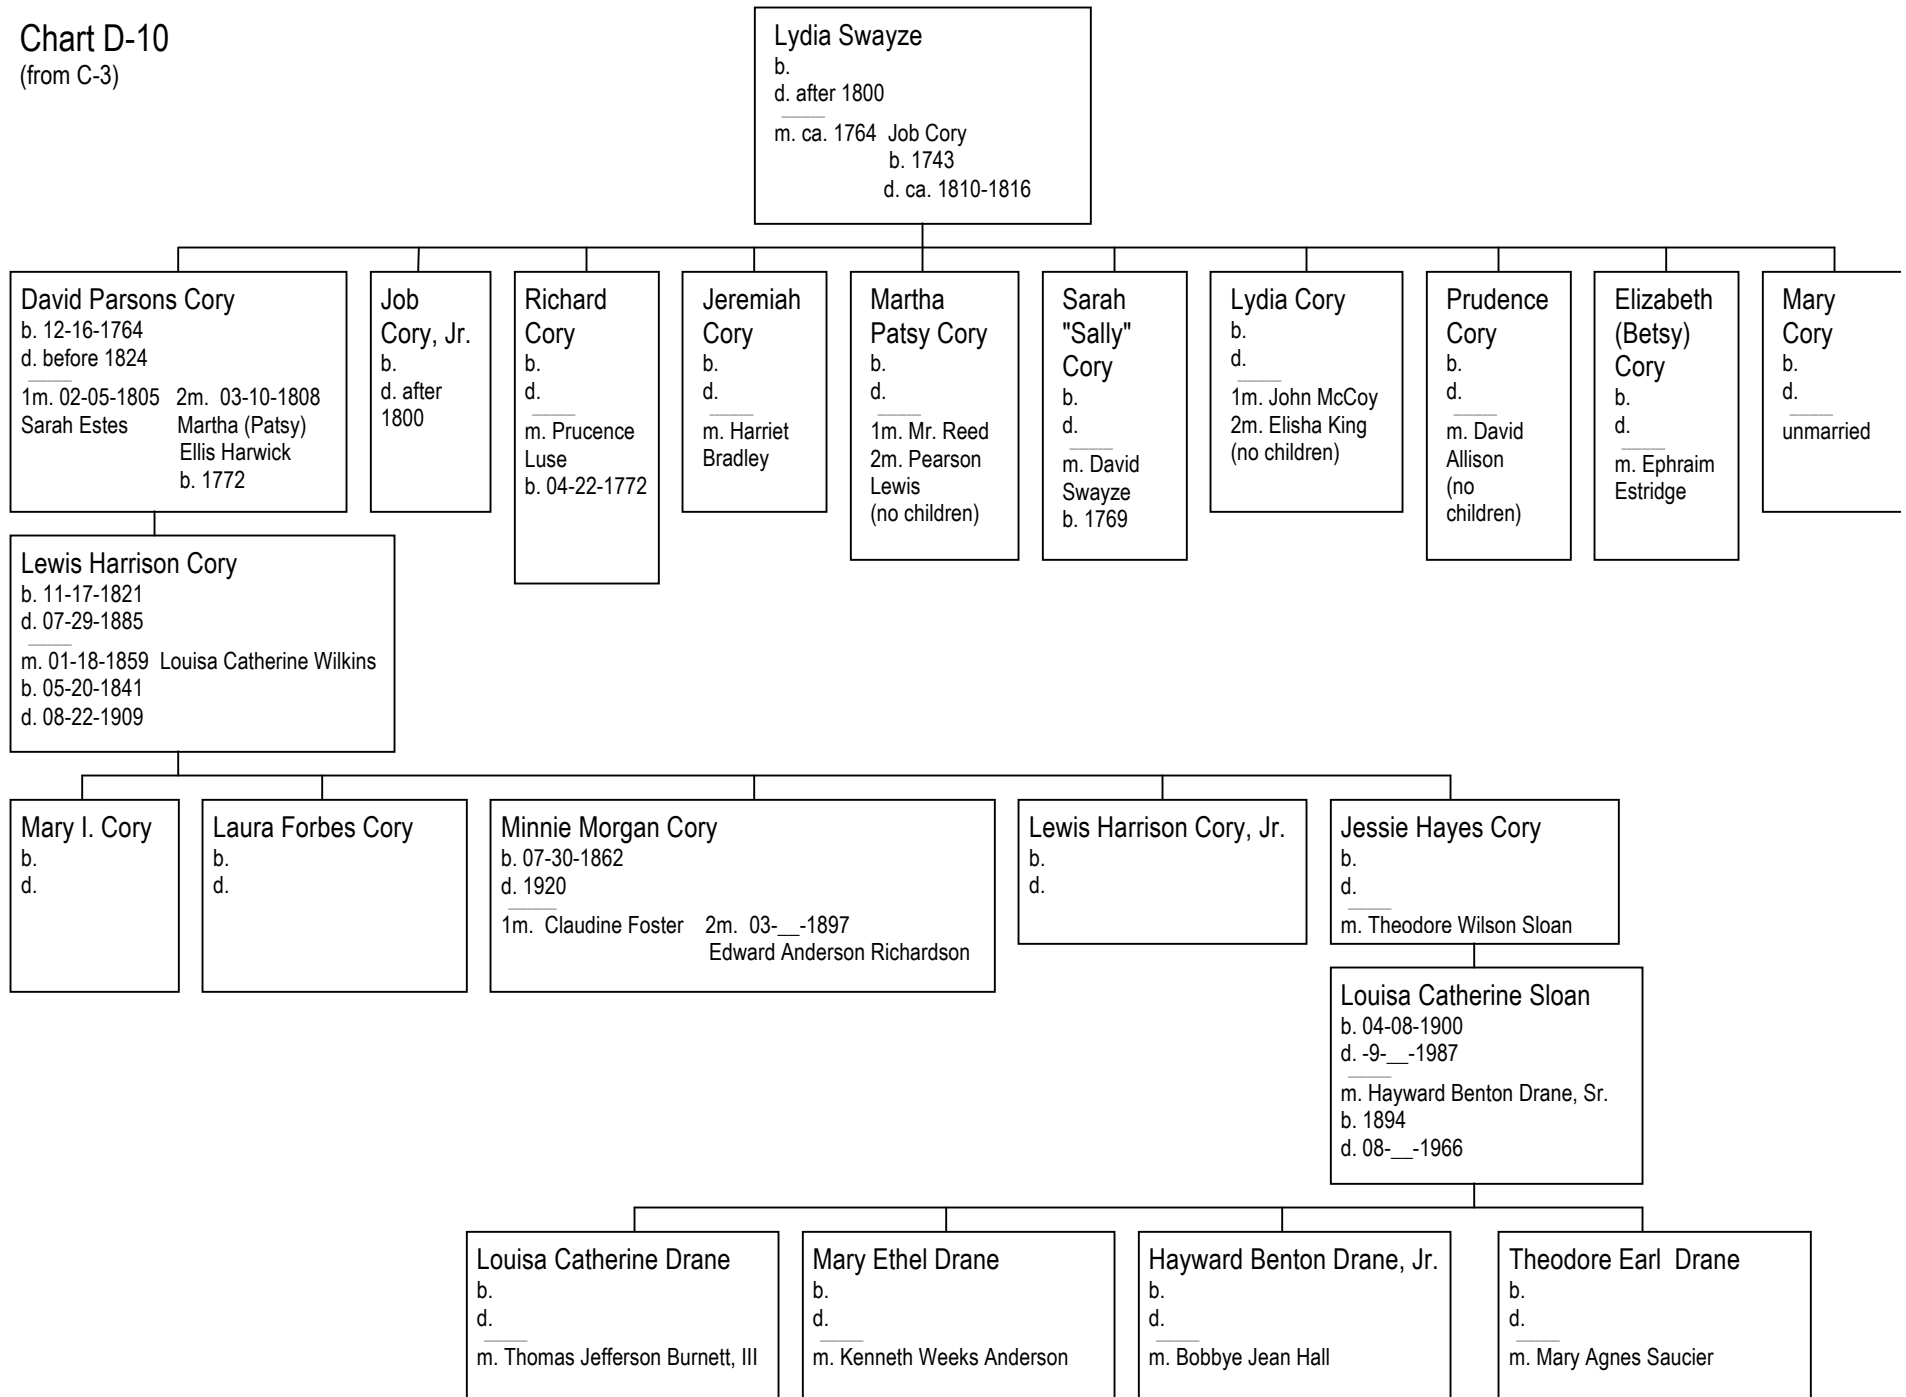 Chart D-10
(from C-3)
Lydia Swayze
b.
d. after 1800
m. ca. 1764 Job Cory
b. 1743
d. ca. 1810-1816
David Parsons Cory
b. 12-16-1764
d. before 1824
1m. 02-05-1805 2m. 03-10-1808
Sarah Estes Martha (Patsy)
Ellis Harwick
b. 1772
Job
Cory, Jr.
b.
d. after
1800
Richard
Cory
b.
d.
m. Prucence
Luse
b. 04-22-1772
Jeremiah
Cory
b.
d.
m. Harriet
Bradley
Martha
Patsy Cory
b.
d.
1m. Mr. Reed
2m. Pearson
Lewis
(no children)
Sarah
"Sally"
Cory
b.
d.
m. David
Swayze
b. 1769
Lydia Cory
b.
d.
1m. John McCoy
2m. Elisha King
(no children)
Prudence
Cory
b.
d.
m. David
Allison
(no
children)
Elizabeth
(Betsy)
Cory
b.
d.
m. Ephraim
Estridge
Mary
Cory
b.
d.
unmarried
Lewis Harrison Cory
b. 11-17-1821
d. 07-29-1885
m. 01-18-1859 Louisa Catherine Wilkins
b. 05-20-1841
d. 08-22-1909
Mary I. Cory
b.
d.
Laura Forbes Cory
b.
d.
Minnie Morgan Cory
b. 07-30-1862
d. 1920
1m. Claudine Foster 2m. 03-__-1897
Edward Anderson Richardson
Lewis Harrison Cory, Jr.
b.
d.
Jessie Hayes Cory
b.
d.
m. Theodore Wilson Sloan
Louisa Catherine Sloan
b. 04-08-1900
d. -9-__-1987
m. Hayward Benton Drane, Sr.
b. 1894
d. 08-__-1966
Louisa Catherine Drane
b.
d.
m. Thomas Jefferson Burnett, III
Mary Ethel Drane
b.
d.
m. Kenneth Weeks Anderson
Hayward Benton Drane, Jr.
b.
d.
m. Bobbye Jean Hall
Theodore Earl Drane
b.
d.
m. Mary Agnes Saucier